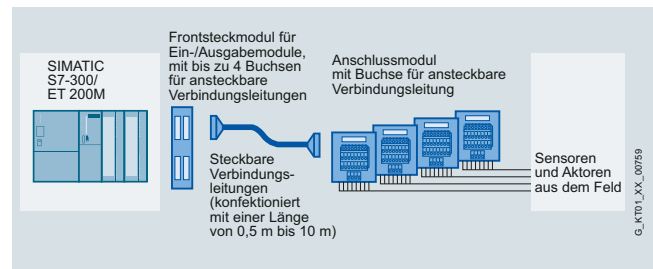 SIMATIC
S7-300/
ET 200M
Frontsteckmodul für
Ein-/Ausgabemodule,
mit bis zu 4 Buchsen
für ansteckbare
Verbindungsleitungen
Steckbare
Verbindungs-
leitungen
(konfektioniert
mit einer Länge
von 0,5 m bis 10 m)
Anschlussmodul
mit Buchse für ansteckbare
Verbindungsleitung
Sensoren
und Aktoren
aus dem Feld
G_KT01_XX_00759